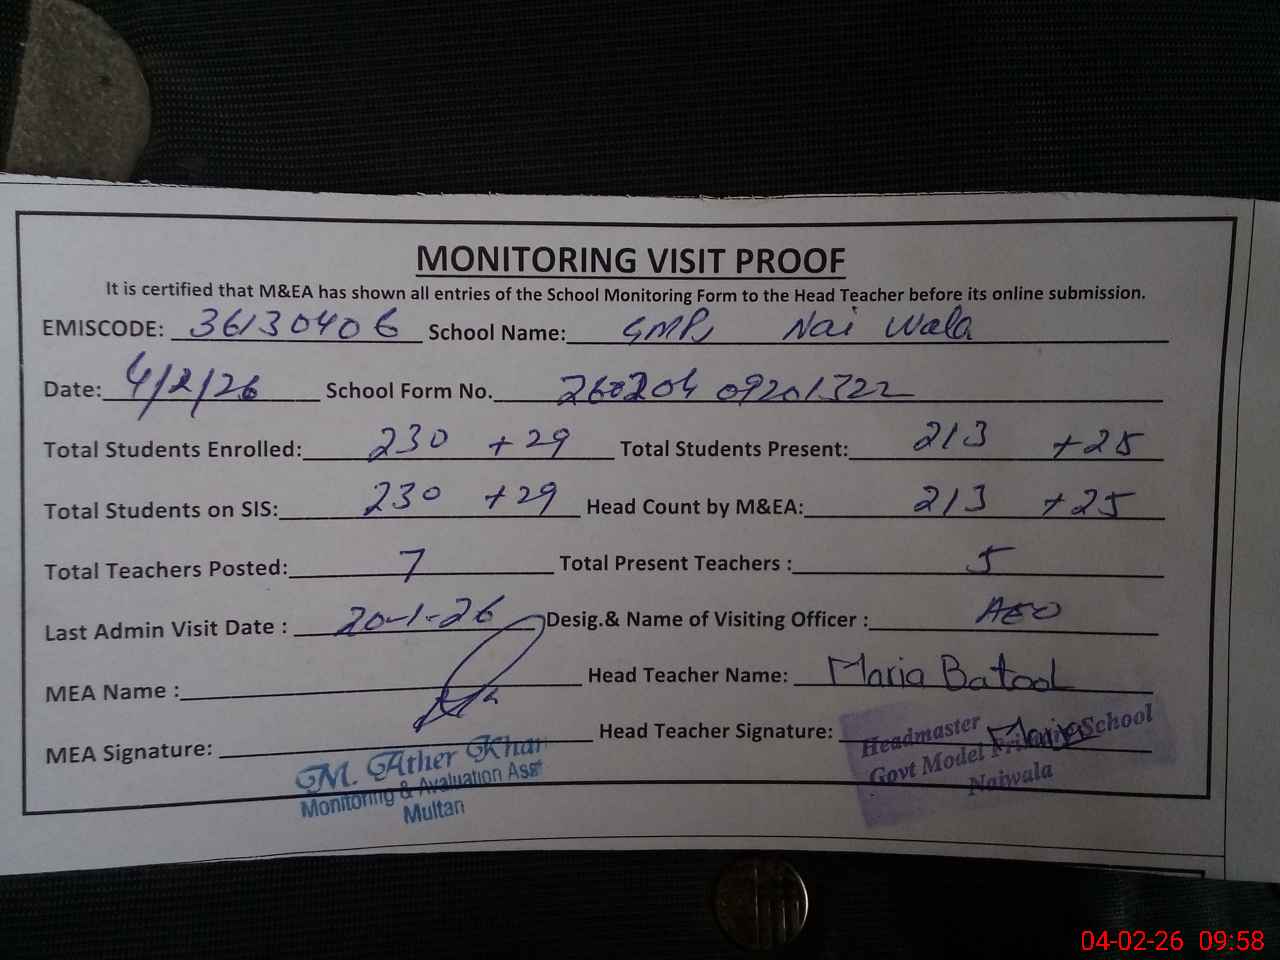 MONITORING VISIT PROOF
It is certified that M&EA has shown all entries of the School Monitoring Form to the Head Teacher before its online submission.
EMISCODE: 36130406 School Name: GMPS Nai Wala
Date: 4/2/26 School Form No. 260204 09201322
Total Students Enrolled: 230 +29 Total Students Present: 213 +25
Total Students on SIS: 230 +29 Head Count by M&EA: 213 +25
Total Teachers Posted: 7 Total Present Teachers : 5
Last Admin Visit Date : 20-1-26 Desig.& Name of Visiting Officer : AEO
MEA Name : Head Teacher Name: Maria Batool
MEA Signature: Head Teacher Signature: Maria
M. Ather Khan
Monitoring & Evaluation Asst
Multan
Headmaster
Govt Model Primary School
Naiwala
04-02-26 09:58